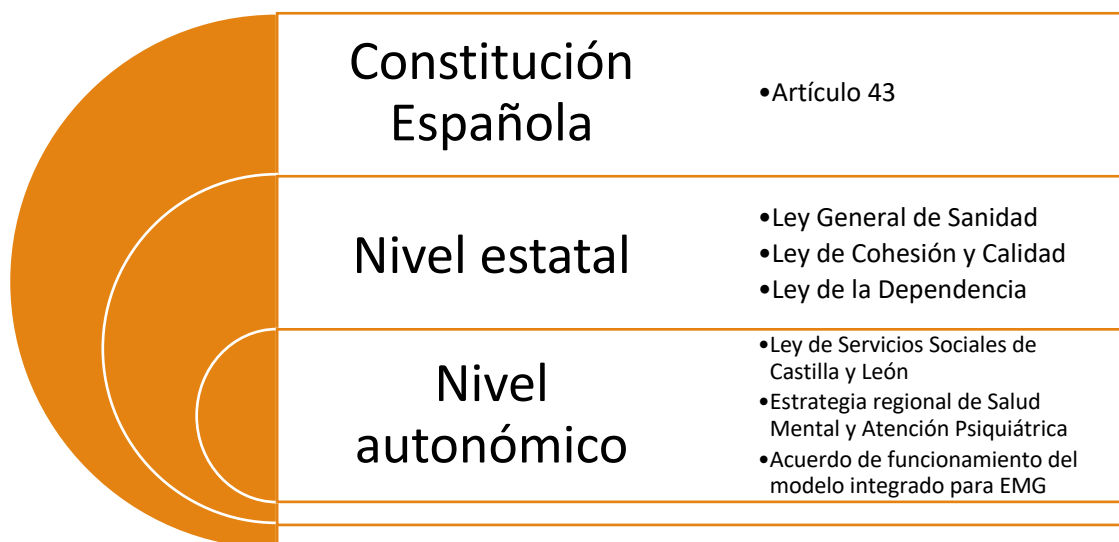 Constitución
Española
•Artículo 43
Nivel estatal
•Ley General de Sanidad
•Ley de Cohesión y Calidad
•Ley de la Dependencia
Nivel
autonómico
•Ley de Servicios Sociales de
Castilla y León
•Estrategia regional de Salud
Mental y Atención Psiquiátrica
•Acuerdo de funcionamiento del
modelo integrado para EMG